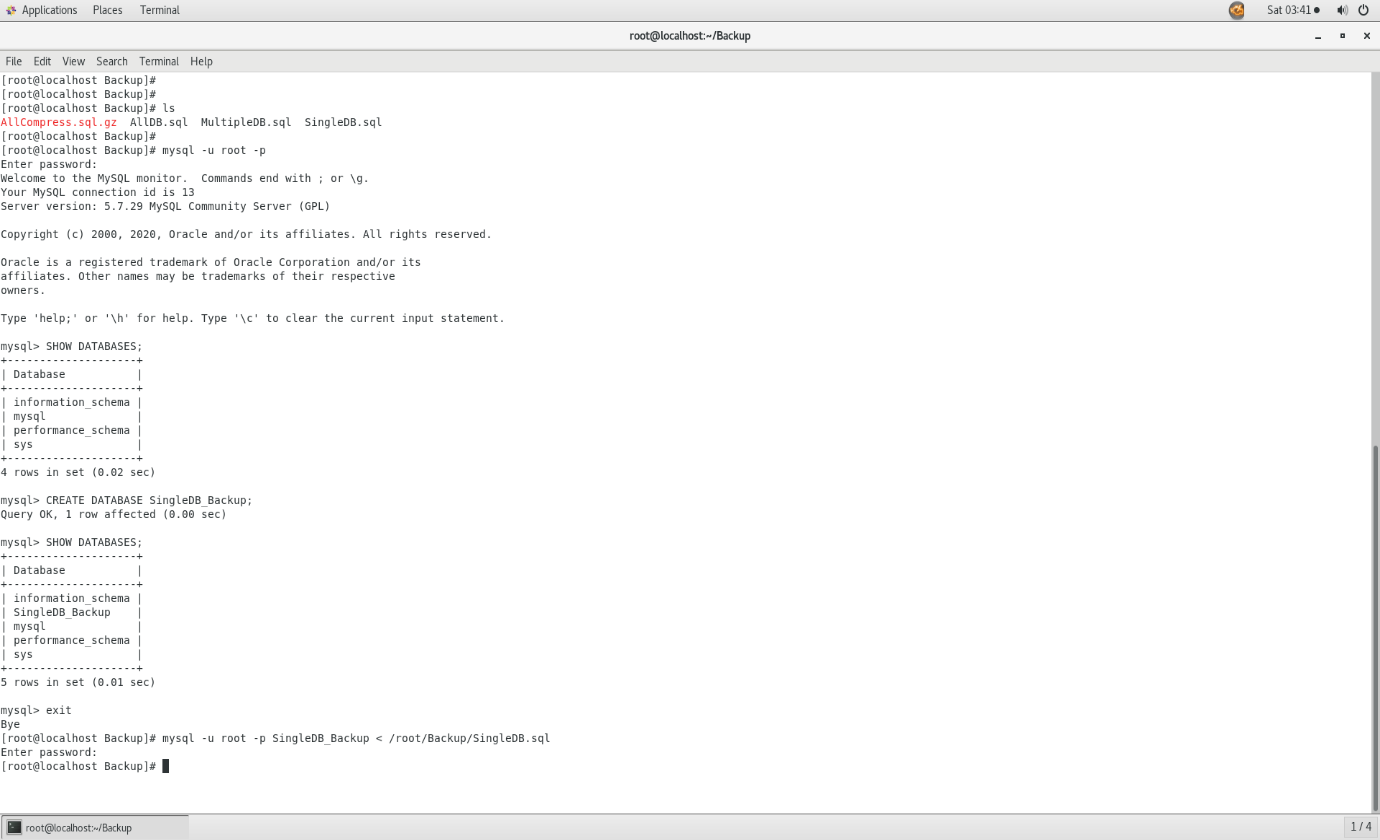 Applications Places Terminal Sat 03:41
root@localhost:~/Backup
File Edit View Search Terminal Help
[root@localhost Backup]#
[root@localhost Backup]#
[root@localhost Backup]# ls
AllCompress.sql.gz  AllDB.sql  MultipleDB.sql  SingleDB.sql
[root@localhost Backup]#
[root@localhost Backup]# mysql -u root -p
Enter password:
Welcome to the MySQL monitor.  Commands end with ; or \g.
Your MySQL connection id is 13
Server version: 5.7.29 MySQL Community Server (GPL)

Copyright (c) 2000, 2020, Oracle and/or its affiliates. All rights reserved.

Oracle is a registered trademark of Oracle Corporation and/or its
affiliates. Other names may be trademarks of their respective
owners.

Type 'help;' or '\h' for help. Type '\c' to clear the current input statement.

mysql> SHOW DATABASES;
+--------------------+
| Database           |
+--------------------+
| information_schema |
| mysql              |
| performance_schema |
| sys                |
+--------------------+
4 rows in set (0.02 sec)

mysql> CREATE DATABASE SingleDB_Backup;
Query OK, 1 row affected (0.00 sec)

mysql> SHOW DATABASES;
+--------------------+
| Database           |
+--------------------+
| information_schema |
| SingleDB_Backup    |
| mysql              |
| performance_schema |
| sys                |
+--------------------+
5 rows in set (0.01 sec)

mysql> exit
Bye
[root@localhost Backup]# mysql -u root -p SingleDB_Backup < /root/Backup/SingleDB.sql
Enter password:
[root@localhost Backup]#
root@localhost:~/Backup 1 / 4